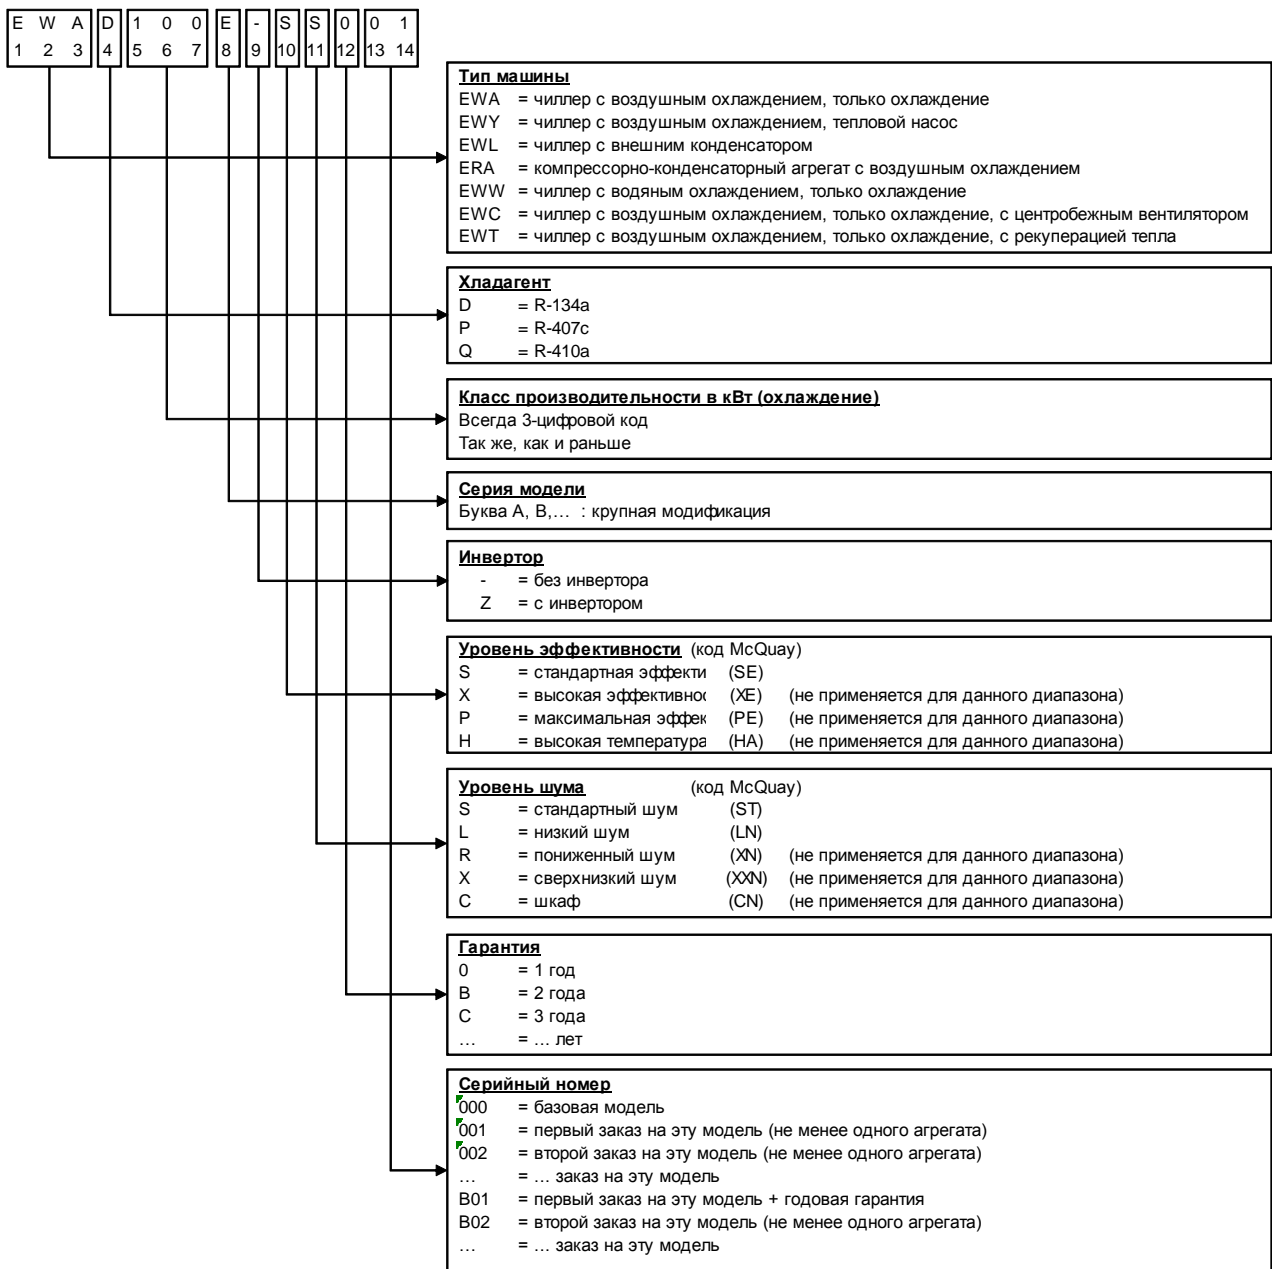 E W A D 1 0 0 E - S S 0 0 1
1 2 3 4 5 6 7 8 9 10 11 12 13 14
Тип машины
EWA = чиллер с воздушным охлаждением, только охлаждение
EWY = чиллер с воздушным охлаждением, тепловой насос
EWL = чиллер с внешним конденсатором
ERA = компрессорно-конденсаторный агрегат с воздушным охлаждением
EWW = чиллер с водяным охлаждением, только охлаждение
EWC = чиллер с воздушным охлаждением, только охлаждение, с центробежным вентилятором
EWT = чиллер с воздушным охлаждением, только охлаждение, с рекуперацией тепла
Хладагент
D = R-134a
P = R-407c
Q = R-410a
Класс производительности в кВт (охлаждение)
Всегда 3-цифровой код
Так же, как и раньше
Серия модели
Буква A, B,… : крупная модификация
Инвертор
- = без инвертора
Z = с инвертором
Уровень эффективности (код McQuay)
S = стандартная эффекти (SE)
X = высокая эффективнос (XE) (не применяется для данного диапазона)
P = максимальная эффек (PE) (не применяется для данного диапазона)
H = высокая температура (HA) (не применяется для данного диапазона)
Уровень шума (код McQuay)
S = стандартный шум (ST)
L = низкий шум (LN)
R = пониженный шум (XN) (не применяется для данного диапазона)
X = сверхнизкий шум (XXN) (не применяется для данного диапазона)
C = шкаф (CN) (не применяется для данного диапазона)
Гарантия
0 = 1 год
B = 2 года
C = 3 года
… = … лет
Серийный номер
000 = базовая модель
001 = первый заказ на эту модель (не менее одного агрегата)
002 = второй заказ на эту модель (не менее одного агрегата)
… = … заказ на эту модель
B01 = первый заказ на эту модель + годовая гарантия
B02 = второй заказ на эту модель (не менее одного агрегата)
… = … заказ на эту модель